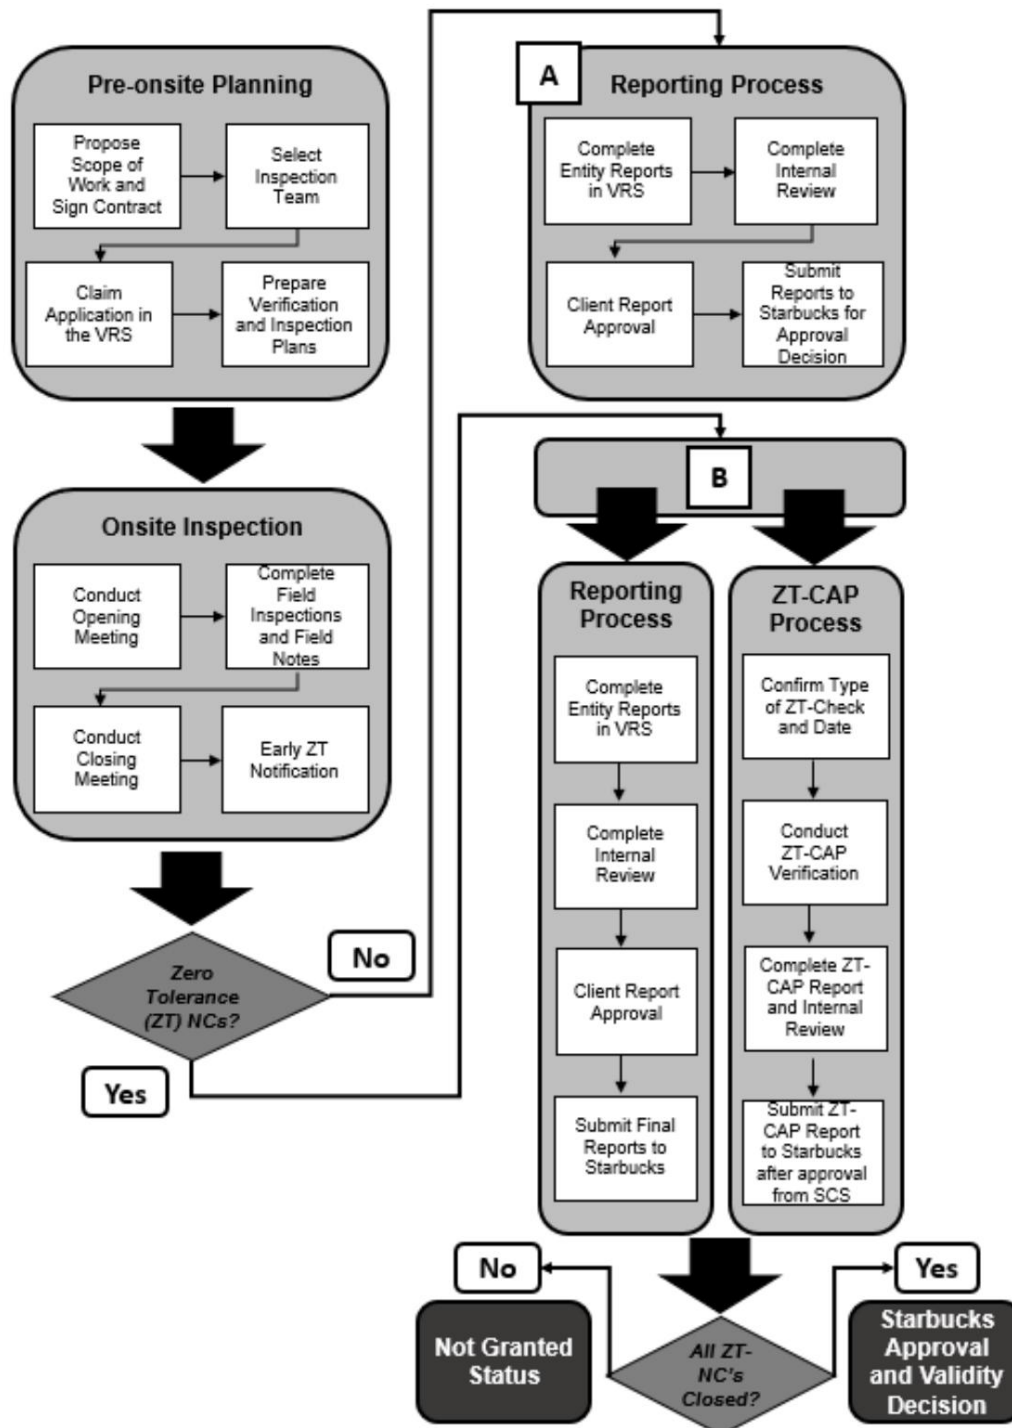 Pre-onsite Planning
Propose
Scope of
Work and
Sign Contract
Select
Inspection
Team
Claim
Application in
the VRS
Prepare
Verification
and Inspection
Plans
Onsite Inspection
Conduct
Opening
Meeting
Complete
Field
Inspections
and Field
Notes
Conduct
Closing
Meeting
Early ZT
Notification
Zero
Tolerance
(ZT) NCs?
No
Yes
A
Reporting Process
Complete
Entity Reports
in VRS
Complete
Internal
Review
Client Report
Approval
Submit
Reports to
Starbucks for
Approval
Decision
B
Reporting
Process
Complete
Entity Reports
in VRS
Complete
Internal
Review
Client Report
Approval
Submit Final
Reports to
Starbucks
ZT-CAP
Process
Confirm Type
of ZT-Check
and Date
Conduct
ZT-CAP
Verification
Complete ZT-
CAP Report
and Internal
Review
Submit ZT-
CAP Report
to Starbucks
after approval
from SCS
All ZT-
NC's
Closed?
No
Not Granted
Status
Yes
Starbucks
Approval
and Validity
Decision